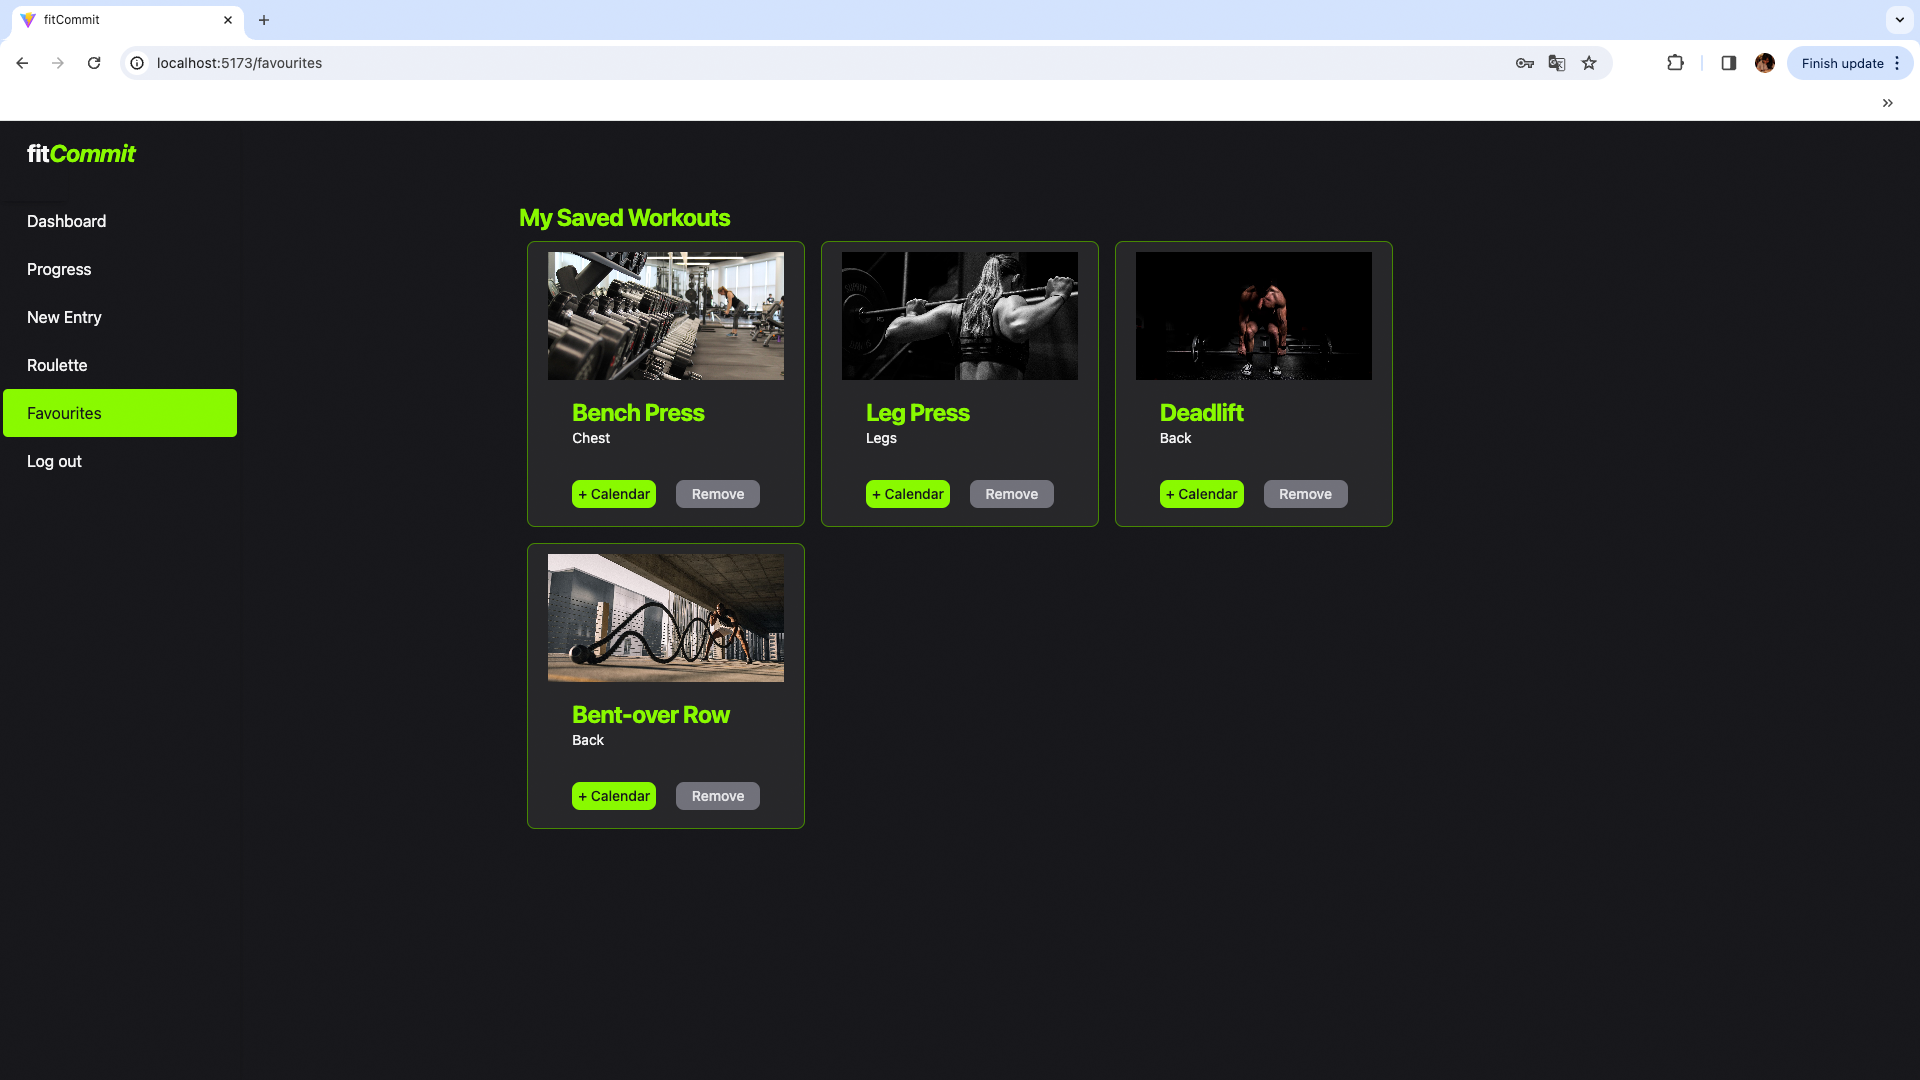 fitCommit
localhost:5173/favourites
Finish update
fitCommit
Dashboard
Progress
New Entry
Roulette
Favourites
Log out
My Saved Workouts
Bench Press
Chest
+ Calendar
Remove
Leg Press
Legs
+ Calendar
Remove
Deadlift
Back
+ Calendar
Remove
Bent-over Row
Back
+ Calendar
Remove